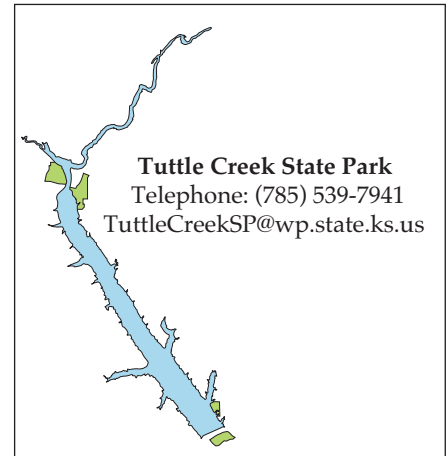 Tuttle Creek State Park
Telephone: (785) 539-7941
TuttleCreekSP@wp.state.ks.us